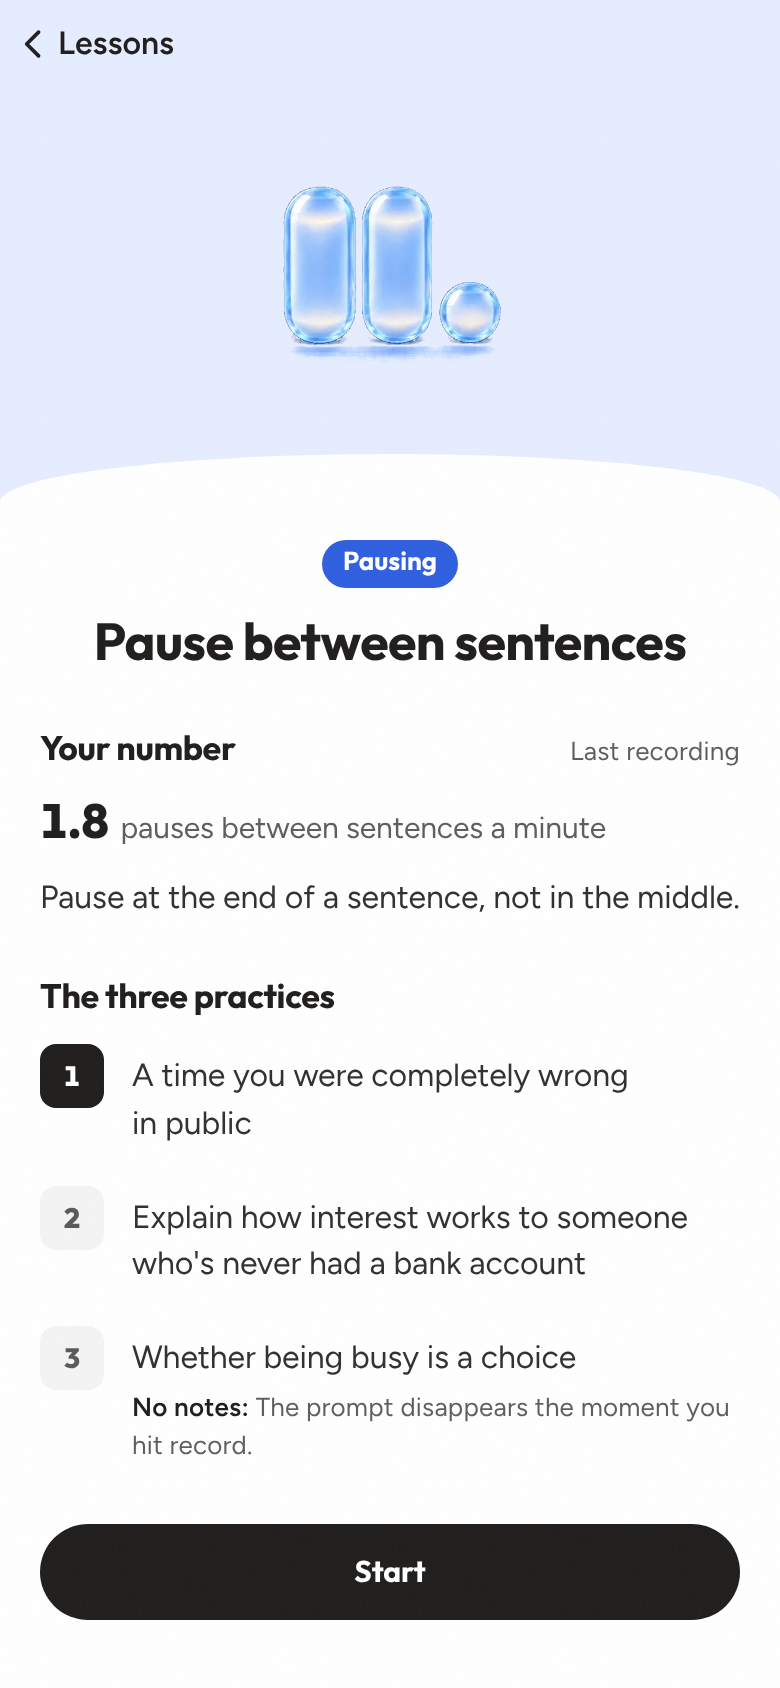 Lessons
Pausing
Pause between sentences
Your number
Last recording
1.8 pauses between sentences a minute
Pause at the end of a sentence, not in the middle.
The three practices
1
A time you were completely wrong
in public
2
Explain how interest works to someone
who's never had a bank account
3
Whether being busy is a choice
No notes: The prompt disappears the moment you
hit record.
Start